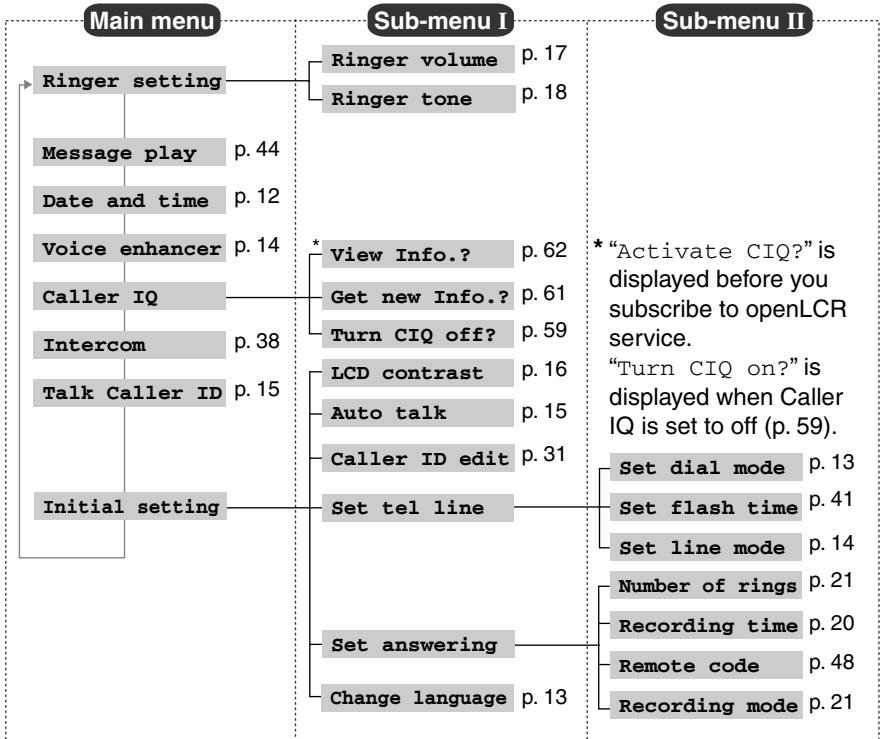 Main menu
Sub-menu I
Sub-menu II
Ringer setting
Ringer volume p. 17
Ringer tone p. 18
Message play p. 44
Date and time p. 12
Voice enhancer p. 14
Caller IQ
Intercom p. 38
Talk Caller ID p. 15
Initial setting
* View Info.? p. 62
Get new Info.? p. 61
Turn CIQ off? p. 59
LCD contrast p. 16
Auto talk p. 15
Caller ID edit p. 31
Set tel line
Set answering
Change language p. 13
* “Activate CIQ?” is
displayed before you
subscribe to openLCR
service.
“Turn CIQ on?” is
displayed when Caller
IQ is set to off (p. 59).
Set dial mode p. 13
Set flash time p. 41
Set line mode p. 14
Number of rings p. 21
Recording time p. 20
Remote code p. 48
Recording mode p. 21